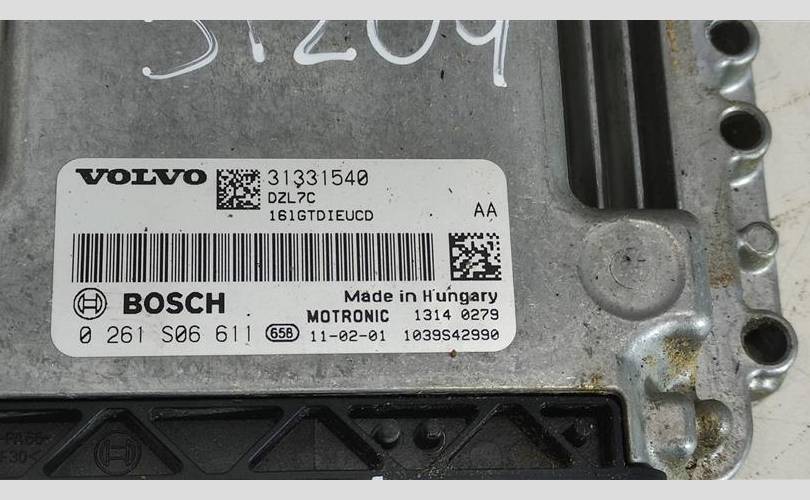 VOLVO 31331540
DZL7C
161GTDIEUCD AA
BOSCH Made in Hungary
MOTRONIC 1314 0279
0 261 S06 611 658 11-02-01 1039S42990